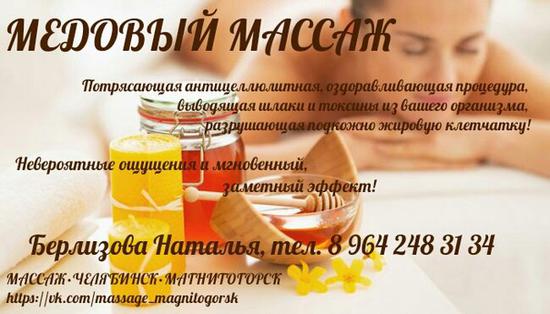 МЕДОВЫЙ МАССАЖ
Потрясающая антицеллюлитная, оздоравливающая процедура,
выводящая шлаки и токсины из вашего организма,
разрушающая подкожно жировую клетчатку!
Невероятные ощущения и мгновенный,
заметный эффект!
Берлизова Наталья, тел. 8 964 248 31 34
МАССАЖ•ЧЕЛЯБИНСК•МАГНИТОГОРСК
https://vk.com/massage_magnitogorsk